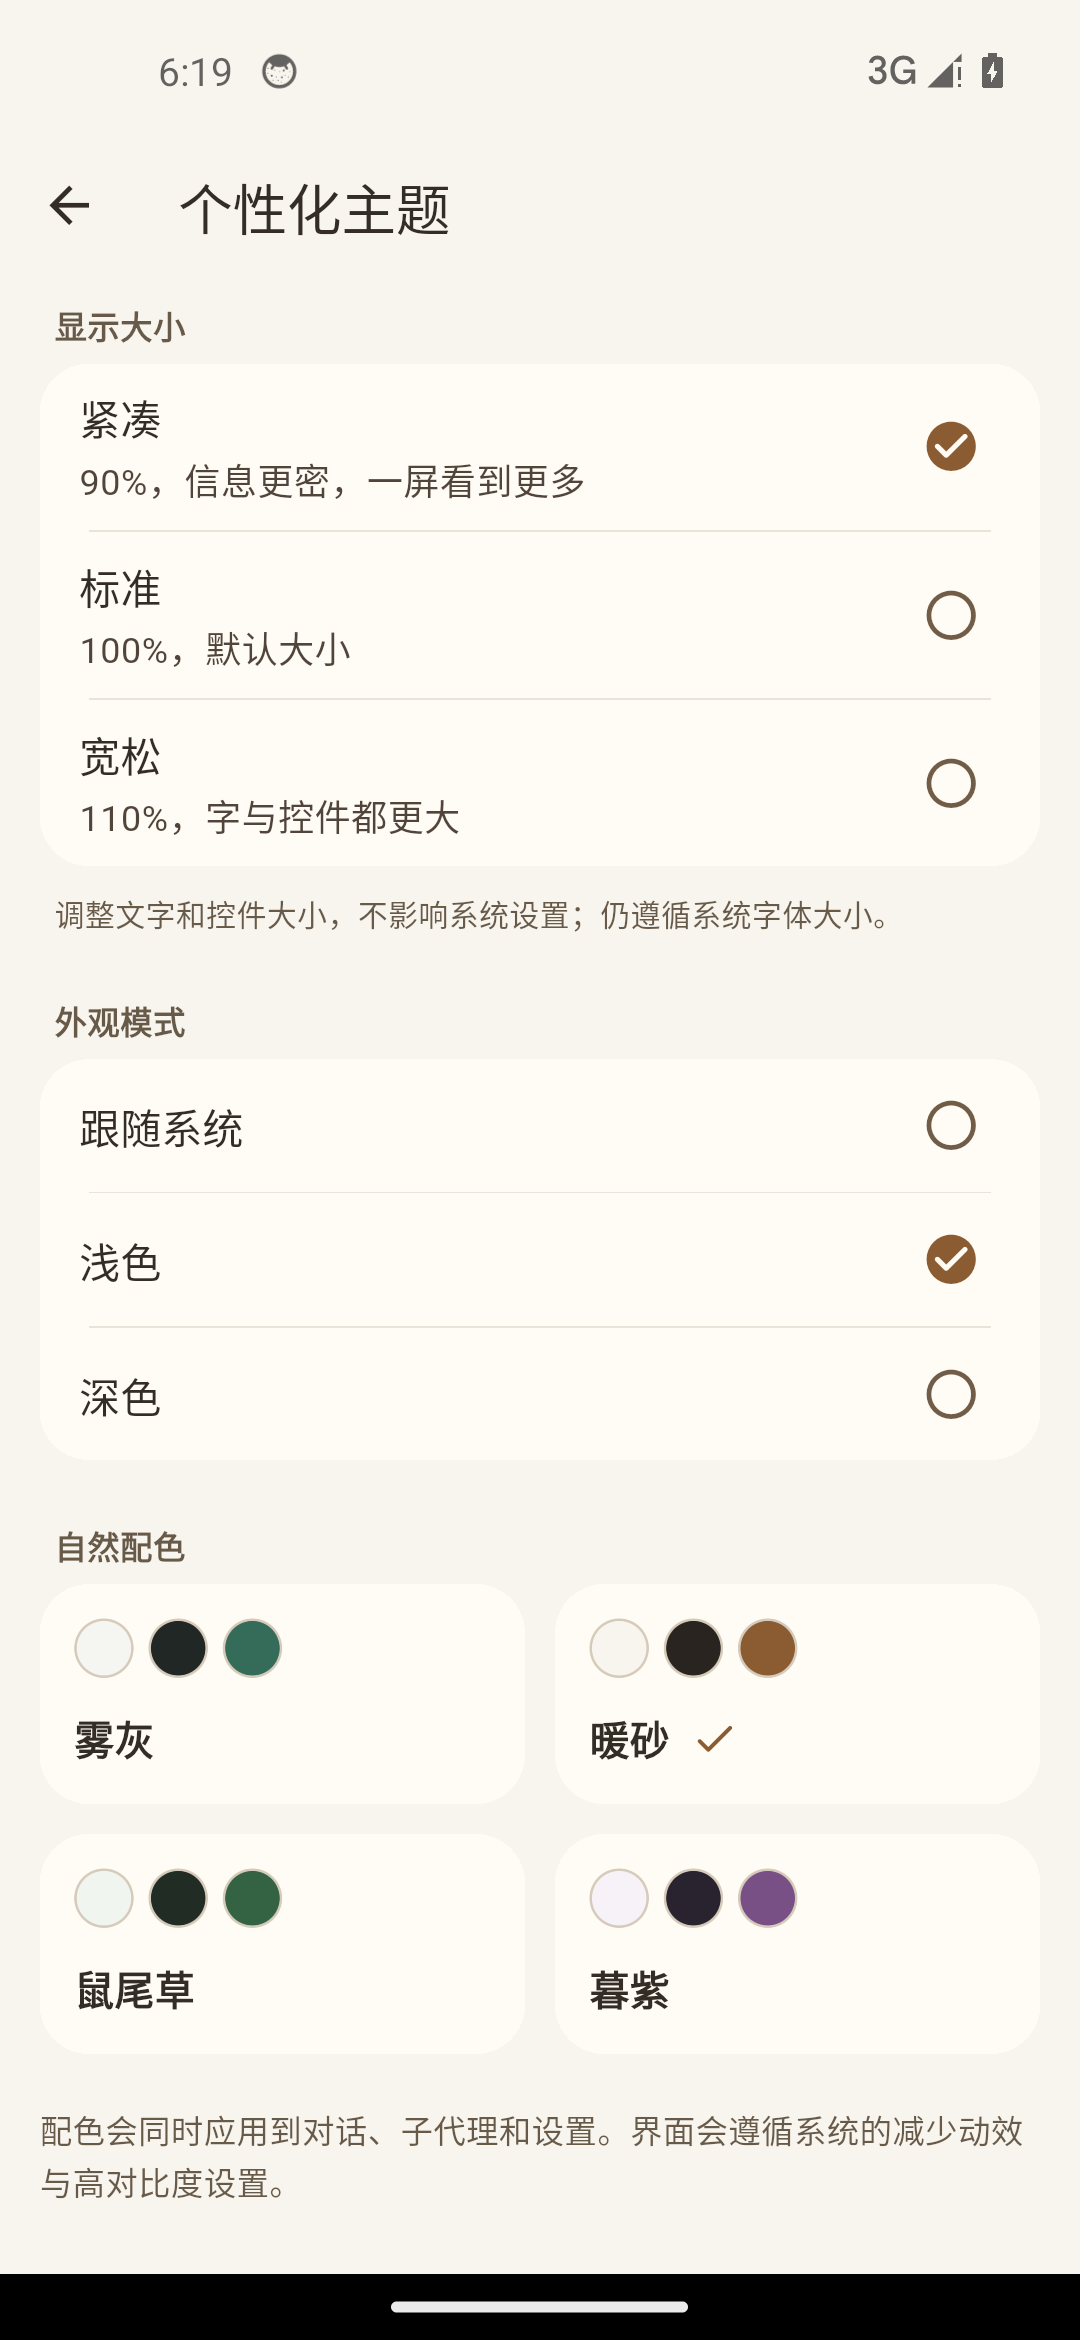 6:19
3G
个性化主题
显示大小
紧凑
90%，信息更密，一屏看到更多
标准
100%，默认大小
宽松
110%，字与控件都更大
调整文字和控件大小，不影响系统设置；仍遵循系统字体大小。
外观模式
跟随系统
浅色
深色
自然配色
雾灰
暖砂
鼠尾草
暮紫
配色会同时应用到对话、子代理和设置。界面会遵循系统的减少动效
与高对比度设置。